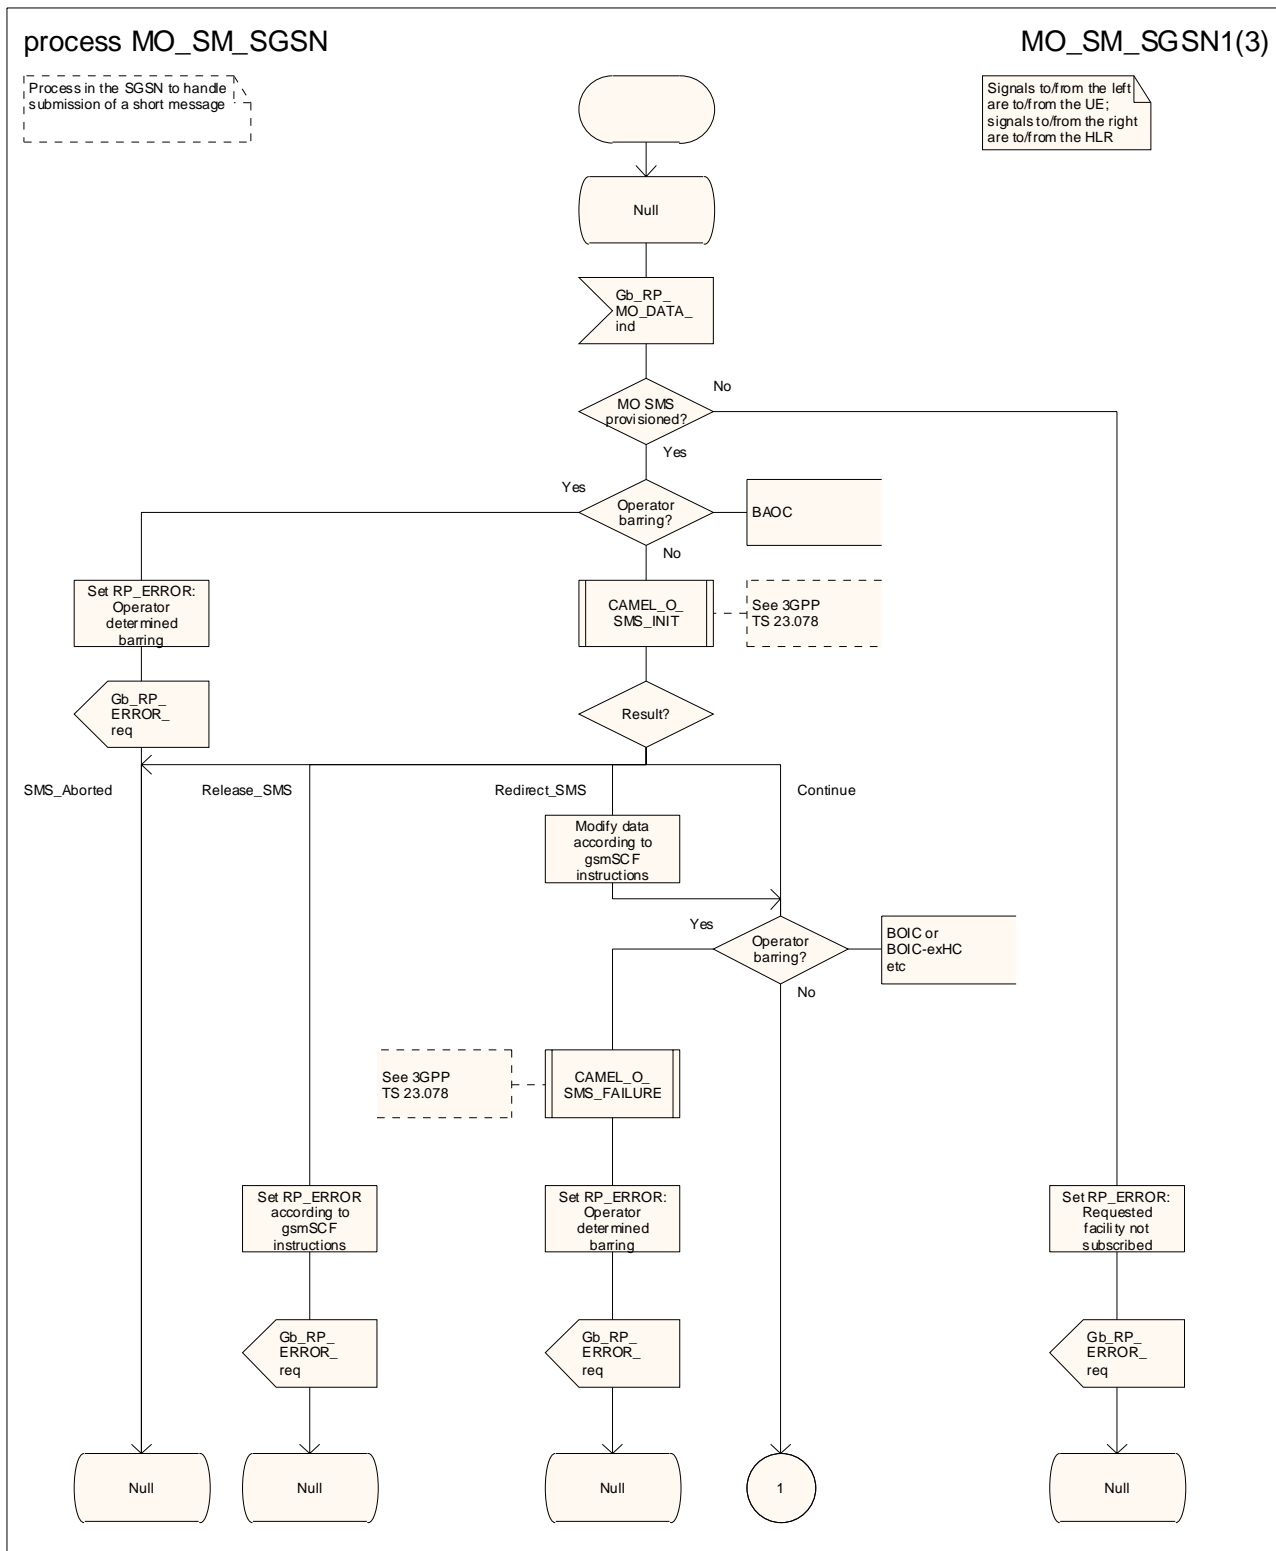 process MO_SM_SGSN
MO_SM_SGSN1(3)
Process in the SGSN to handle
submission of a short message
Signals to/from the left
are to/from the UE;
signals to/from the right
are to/from the HLR
Null
Gb_RP_
MO_DATA_
ind
No
MO SMS
provisioned?
Yes
Yes
Operator
barring?
BAOC
No
Set RP_ERROR:
Operator
determined
barring
CAMEL_O_
SMS_INIT
See 3GPP
TS 23.078
Gb_RP_
ERROR_
req
Result?
SMS_Aborted
Release_SMS
Redirect_SMS
Continue
Modify data
according to
gsmSCF
instructions
Yes
Operator
barring?
BOIC or
BOIC-exHC
etc
No
See 3GPP
TS 23.078
CAMEL_O_
SMS_FAILURE
Set RP_ERROR
according to
gsmSCF
instructions
Set RP_ERROR:
Operator
determined
barring
Set RP_ERROR:
Requested
facility not
subscribed
Gb_RP_
ERROR_
req
Gb_RP_
ERROR_
req
Gb_RP_
ERROR_
req
Null
Null
Null
1
Null